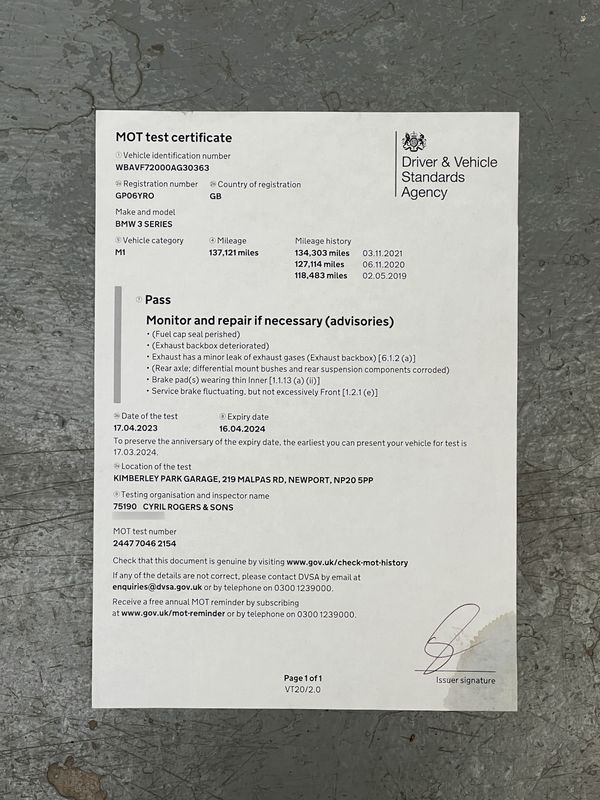 MOT test certificate
Driver & Vehicle
Standards
Agency
① Vehicle identification number
WBAVF72000AG30363
Registration number
Country of registration
GP06YRO
GB
Make and model
BMW 3 SERIES
Vehicle category
Mileage
Mileage history
M1
137,121 miles
134,303 miles 03.11.2021
127,114 miles 06.11.2020
118,483 miles 02.05.2019
Pass
Monitor and repair if necessary (advisories)
• (Fuel cap seal perished)
• (Exhaust backbox deteriorated)
• Exhaust has a minor leak of exhaust gases (Exhaust backbox) [6.1.2 (a)]
• (Rear axle; differential mount bushes and rear suspension components corroded)
• Brake pad(s) wearing thin Inner [1.1.13 (a) (ii)]
• Service brake fluctuating, but not excessively Front [1.2.1 (e)]
Date of the test
Expiry date
17.04.2023
16.04.2024
To preserve the anniversary of the expiry date, the earliest you can present your vehicle for test is
17.03.2024.
Location of the test
KIMBERLEY PARK GARAGE, 219 MALPAS RD, NEWPORT, NP20 5PP
Testing organisation and inspector name
75190 CYRIL ROGERS & SONS
MOT test number
2447 7046 2154
Check that this document is genuine by visiting www.gov.uk/check-mot-history
If any of the details are not correct, please contact DVSA by email at
enquiries@dvsa.gov.uk or by telephone on 0300 1239000.
Receive a free annual MOT reminder by subscribing
at www.gov.uk/mot-reminder or by telephone on 0300 1239000.
Page 1 of 1
VT20/2.0
Issuer signature